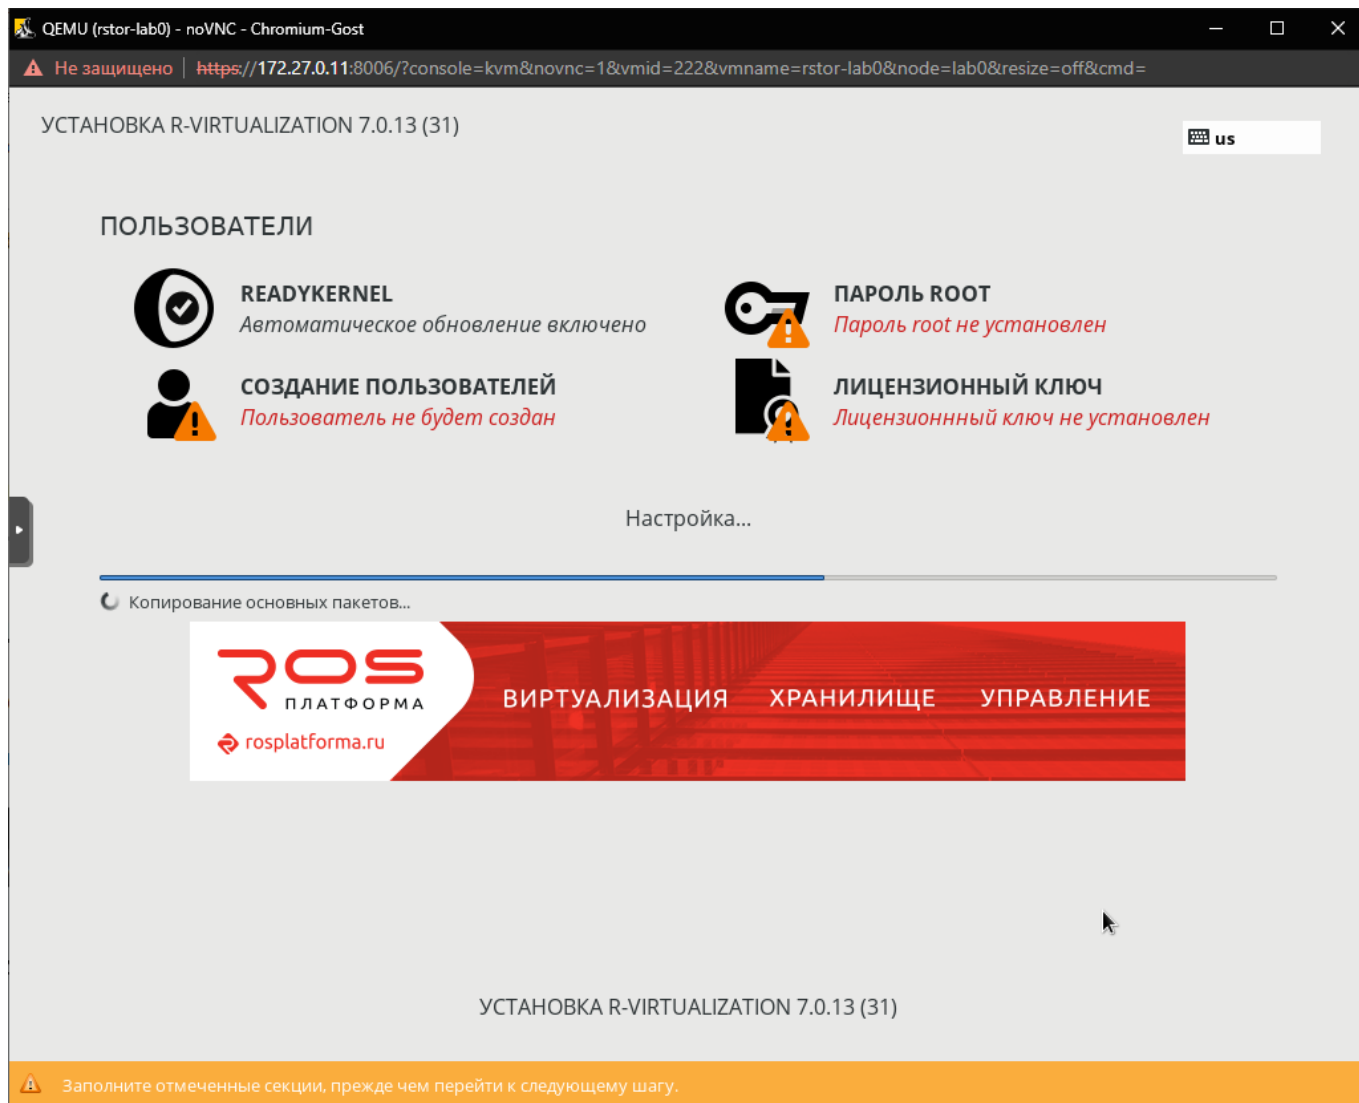 QEMU (rstor-lab0) - noVNC - Chromium-Gost
Не защищено | https://172.27.0.11:8006/?console=kvm&novnc=1&vmid=222&vmname=rstor-lab0&node=lab0&resize=off&cmd=
УСТАНОВКА R-VIRTUALIZATION 7.0.13 (31)
us
ПОЛЬЗОВАТЕЛИ
READYKERNEL
Автоматическое обновление включено
ПАРОЛЬ ROOT
Пароль root не установлен
СОЗДАНИЕ ПОЛЬЗОВАТЕЛЕЙ
Пользователь не будет создан
ЛИЦЕНЗИОННЫЙ КЛЮЧ
Лицензионнный ключ не установлен
Настройка...
Копирование основных пакетов...
ROS
ПЛАТФОРМА
rosplatforma.ru
ВИРТУАЛИЗАЦИЯ ХРАНИЛИЩЕ УПРАВЛЕНИЕ
УСТАНОВКА R-VIRTUALIZATION 7.0.13 (31)
Заполните отмеченные секции, прежде чем перейти к следующему шагу.